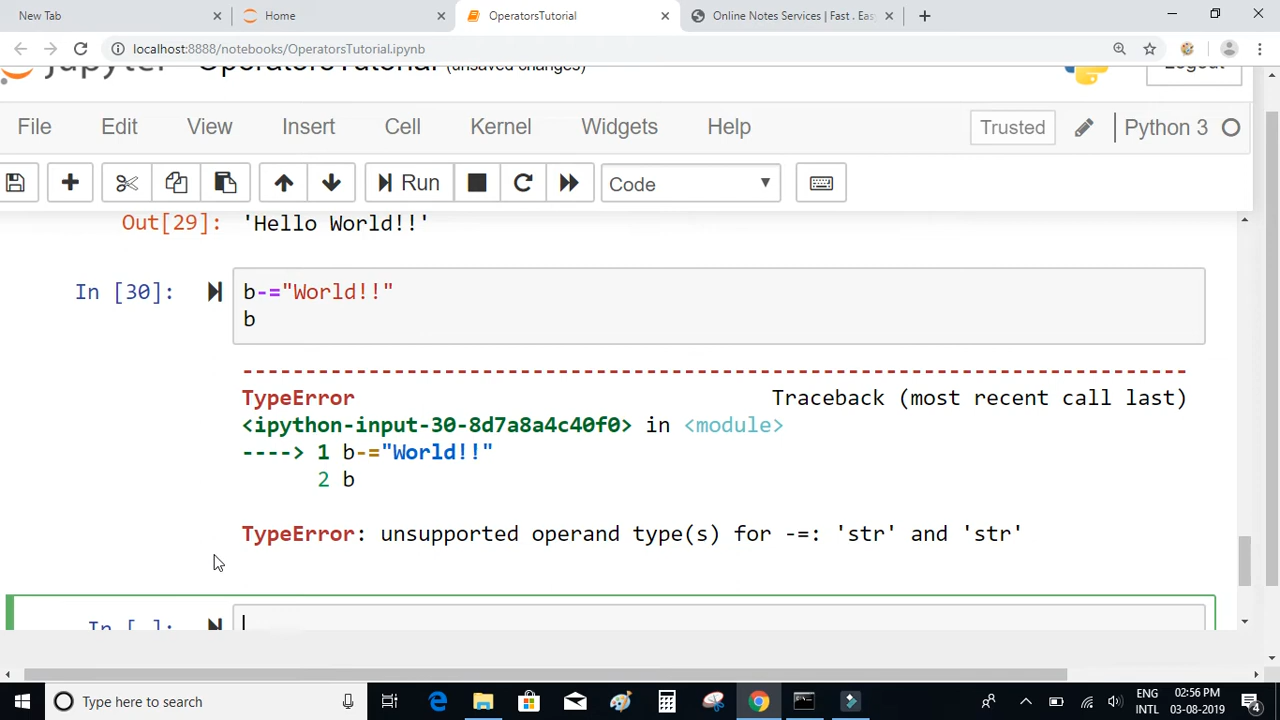 New Tab
Home
OperatorsTutorial
Online Notes Services | Fast . Eas
localhost:8888/notebooks/OperatorsTutorial.ipynb
Jupyter OperatorsTutorial (unsaved changes)
Logout
File Edit View Insert Cell Kernel Widgets Help Trusted Python 3
Run Code
Out[29]: 'Hello World!!'
In [30]: b-="World!!"
b
---------------------------------------------------------------------------
TypeError Traceback (most recent call last)
<ipython-input-30-8d7a8a4c40f0> in <module>
----> 1 b-="World!!"
2 b
TypeError: unsupported operand type(s) for -=: 'str' and 'str'
In [ ]:
Type here to search
ENG 02:56 PM
INTL 03-08-2019
4